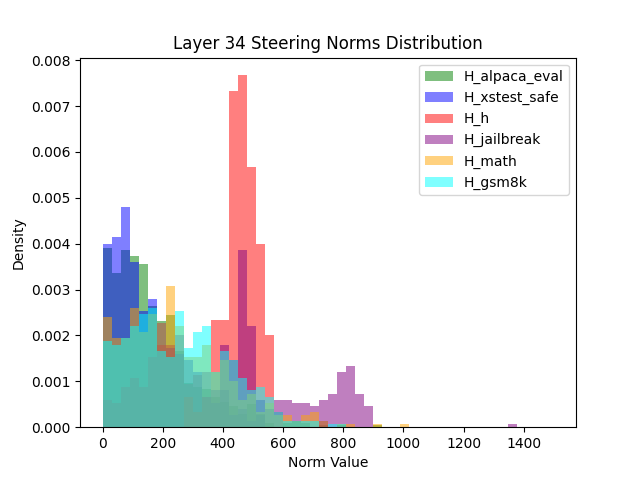 Layer 34 Steering Norms Distribution
0.008
0.007
0.006
0.005
0.004
0.003
0.002
0.001
0.000
Density
H_alpaca_eval
H_xstest_safe
H_h
H_jailbreak
H_math
H_gsm8k
0 200 400 600 800 1000 1200 1400
Norm Value